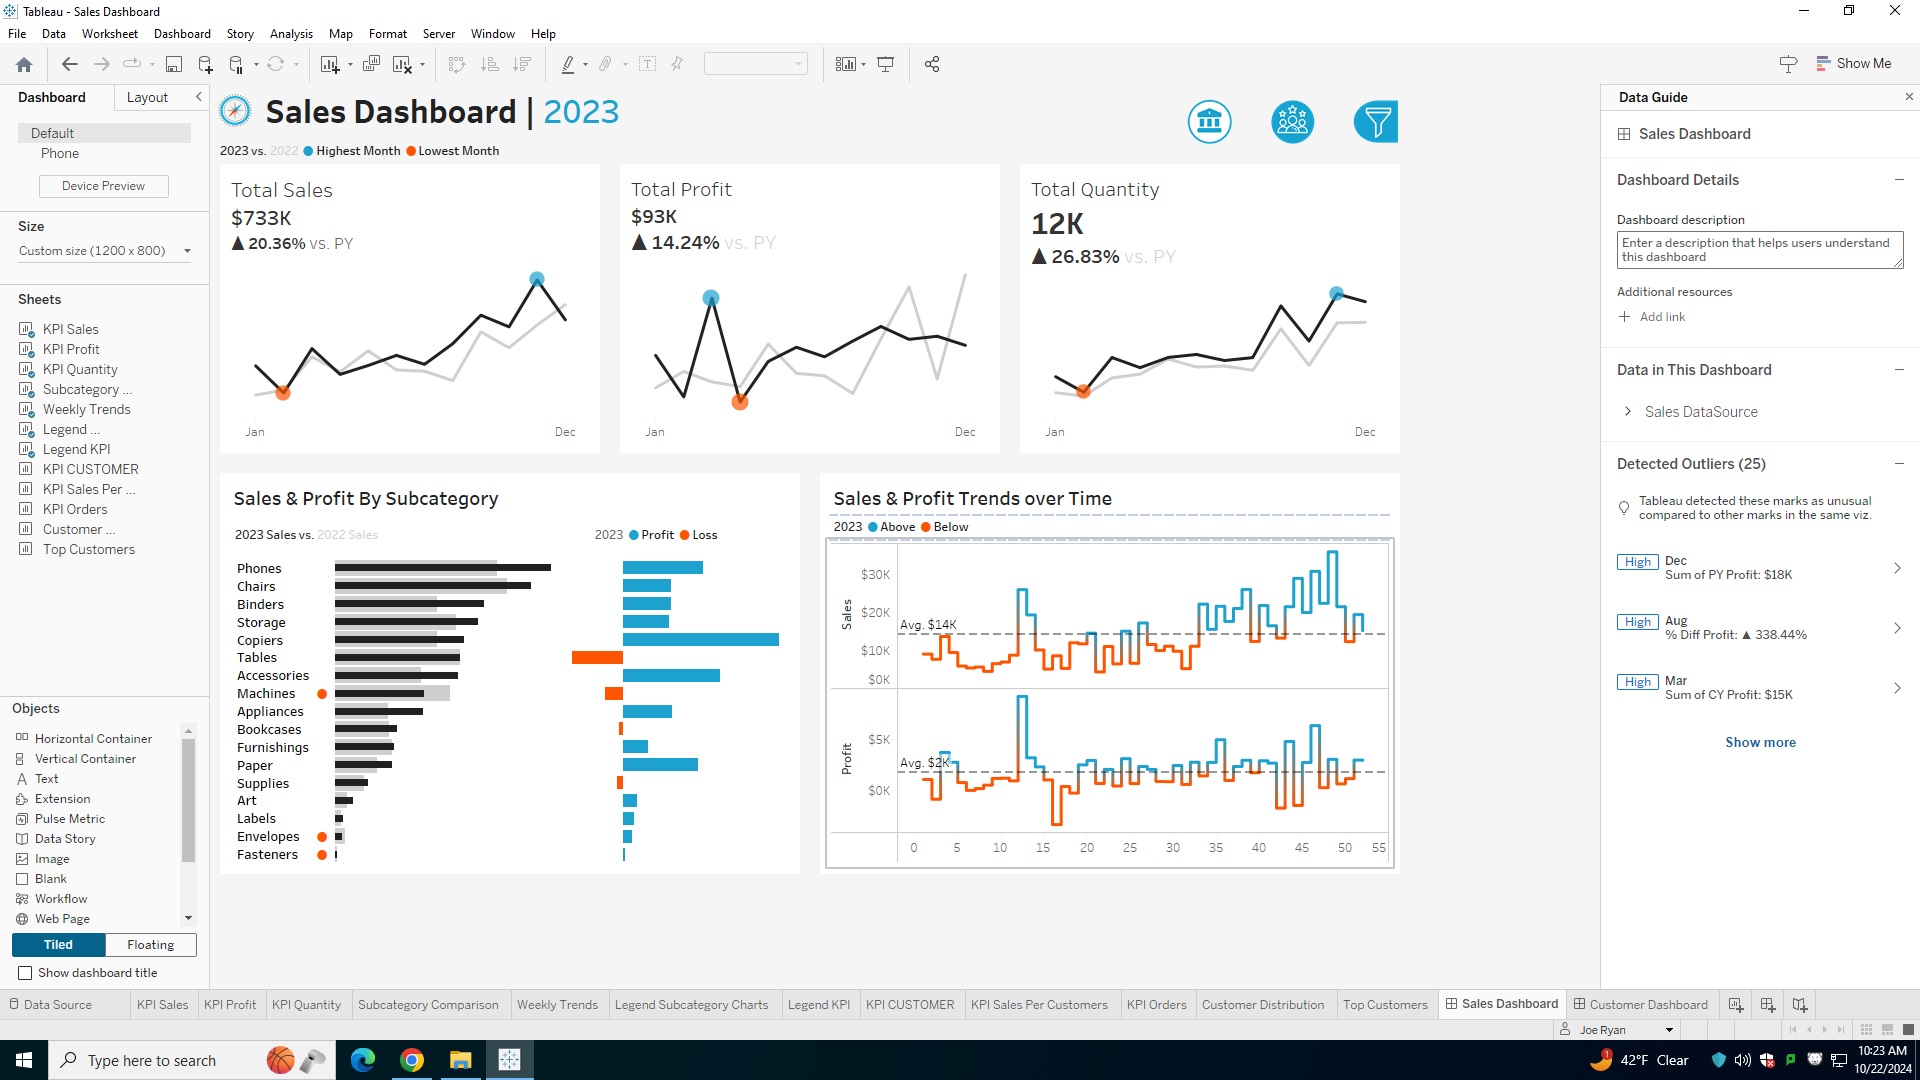 Tableau - Sales Dashboard
File Data Worksheet Dashboard Story Analysis Map Format Server Window Help
Show Me
Dashboard Layout
Default
Phone
Device Preview
Size
Custom size (1200 x 800)
Sheets
KPI Sales
KPI Profit
KPI Quantity
Subcategory ...
Weekly Trends
Legend ...
Legend KPI
KPI CUSTOMER
KPI Sales Per ...
KPI Orders
Customer ...
Top Customers
Objects
Horizontal Container
Vertical Container
Text
Extension
Pulse Metric
Data Story
Image
Blank
Workflow
Web Page
Tiled Floating
Show dashboard title
Sales Dashboard | 2023
2023 vs. 2022 Highest Month Lowest Month
Total Sales
$733K
▲ 20.36% vs. PY
Jan Dec
Total Profit
$93K
▲ 14.24% vs. PY
Jan Dec
Total Quantity
12K
▲ 26.83% vs. PY
Jan Dec
Sales & Profit By Subcategory
2023 Sales vs. 2022 Sales 2023 Profit Loss
Phones
Chairs
Binders
Storage
Copiers
Tables
Accessories
Machines
Appliances
Bookcases
Furnishings
Paper
Supplies
Art
Labels
Envelopes
Fasteners
Sales & Profit Trends over Time
2023 Above Below
Sales
$30K
$20K
$10K
$0K
Avg. $14K
Profit
$5K
$0K
Avg. $2K
0 5 10 15 20 25 30 35 40 45 50 55
Data Guide
Sales Dashboard
Dashboard Details
Dashboard description
Enter a description that helps users understand
this dashboard
Additional resources
Add link
Data in This Dashboard
Sales DataSource
Detected Outliers (25)
Tableau detected these marks as unusual
compared to other marks in the same viz.
High Dec
Sum of PY Profit: $18K
High Aug
% Diff Profit: ▲ 338.44%
High Mar
Sum of CY Profit: $15K
Show more
Data Source KPI Sales KPI Profit KPI Quantity Subcategory Comparison Weekly Trends Legend Subcategory Charts Legend KPI KPI CUSTOMER KPI Sales Per Customers KPI Orders Customer Distribution Top Customers Sales Dashboard Customer Dashboard
Joe Ryan
Type here to search
1
42°F Clear
10:23 AM
10/22/2024